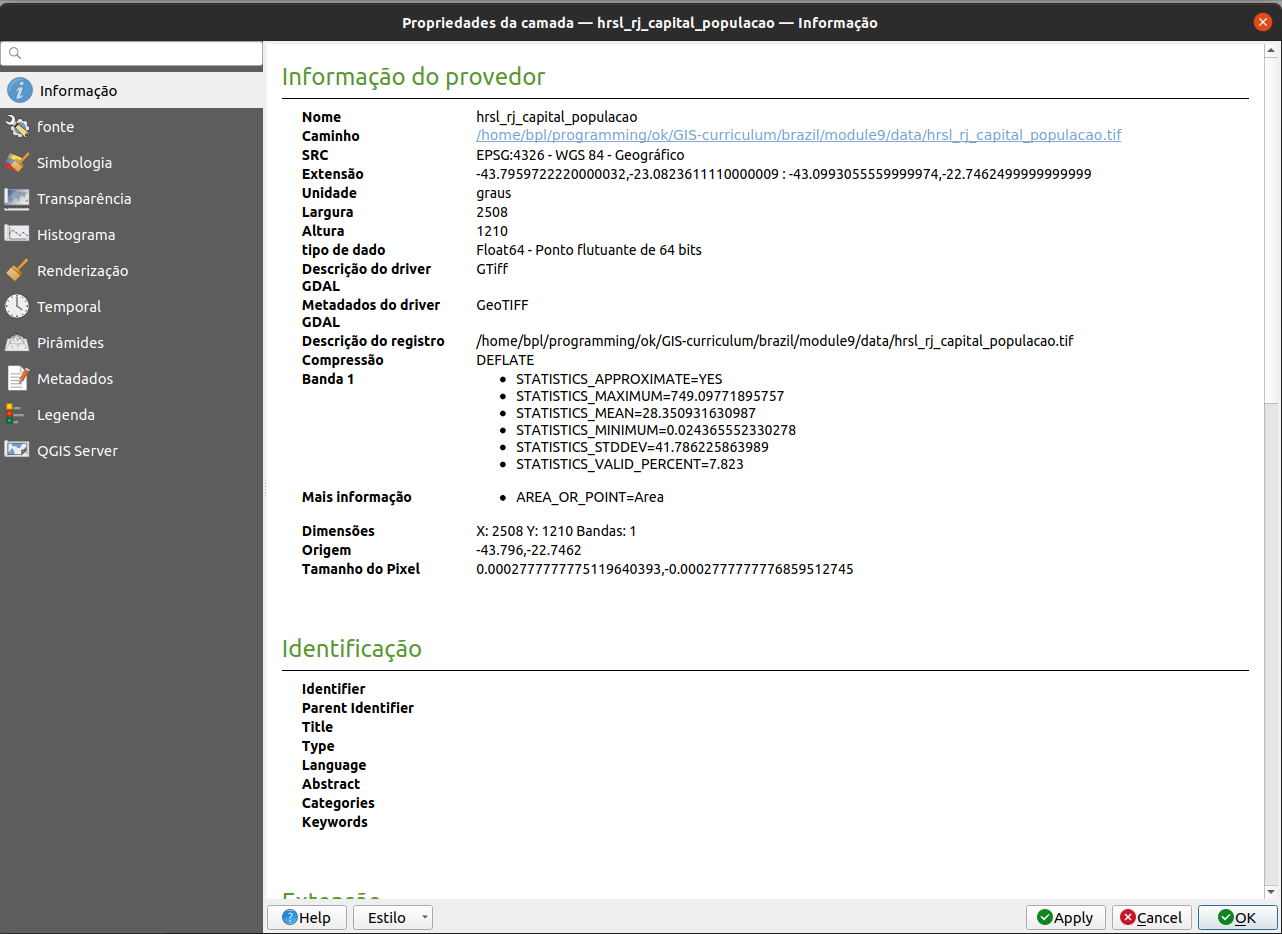 Propriedades da camada — hrsl_rj_capital_populacao — Informação
Informação
fonte
Simbologia
Transparência
Histograma
Renderização
Temporal
Pirâmides
Metadados
Legenda
QGIS Server
Informação do provedor
Nome hrsl_rj_capital_populacao
Caminho /home/bpl/programming/ok/GIS-curriculum/brazil/module9/data/hrsl_rj_capital_populacao.tif
SRC EPSG:4326 - WGS 84 - Geográfico
Extensão -43.7959722220000032,-23.0823611110000009 : -43.0993055559999974,-22.7462499999999999
Unidade graus
Largura 2508
Altura 1210
tipo de dado Float64 - Ponto flutuante de 64 bits
Descrição do driver GTiff
GDAL
Metadados do driver GeoTIFF
GDAL
Descrição do registro /home/bpl/programming/ok/GIS-curriculum/brazil/module9/data/hrsl_rj_capital_populacao.tif
Compressão DEFLATE
Banda 1 • STATISTICS_APPROXIMATE=YES
• STATISTICS_MAXIMUM=749.09771895757
• STATISTICS_MEAN=28.350931630987
• STATISTICS_MINIMUM=0.024365552330278
• STATISTICS_STDDEV=41.786225863989
• STATISTICS_VALID_PERCENT=7.823
Mais informação • AREA_OR_POINT=Area
Dimensões X: 2508 Y: 1210 Bandas: 1
Origem -43.796,-22.7462
Tamanho do Pixel 0.0002777777775119640393,-0.0002777777776859512745
Identificação
Identifier
Parent Identifier
Title
Type
Language
Abstract
Categories
Keywords
Extensão
Help Estilo Apply Cancel OK